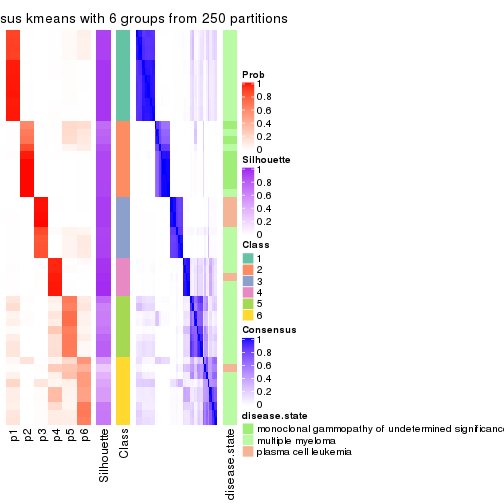 sus kmeans with 6 groups from 250 partitions
Prob
1
0.8
0.6
0.4
0.2
0
Silhouette
1
0.8
0.6
0.4
0.2
0
Class
1
2
3
4
5
6
Consensus
1
0.8
0.6
0.4
0.2
0
disease.state
monoclonal gammopathy of undetermined significance
multiple myeloma
plasma cell leukemia
p1
p2
p3
p4
p5
p6
Silhouette
Class
disease.state